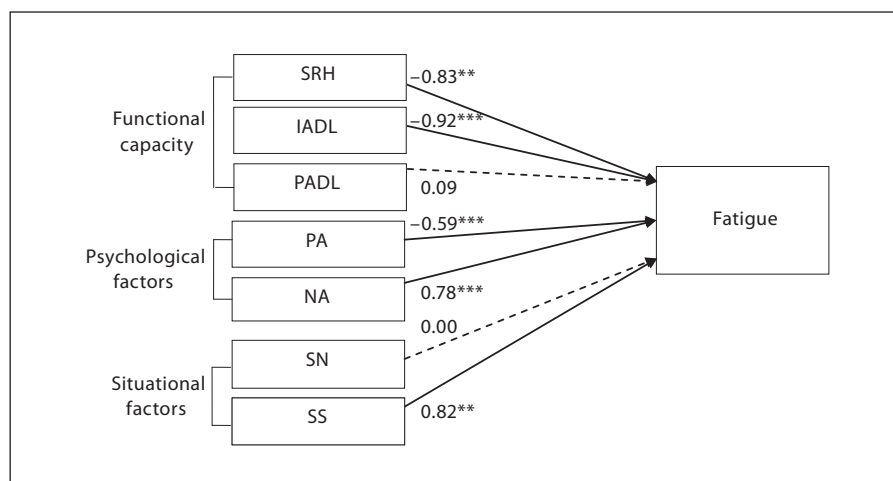 SRH
–0.83**
Functional
capacity
IADL
–0.92***
PADL
0.09
Fatigue
PA
–0.59***
Psychological
factors
NA
0.78***
0.00
SN
Situational
factors
SS
0.82**